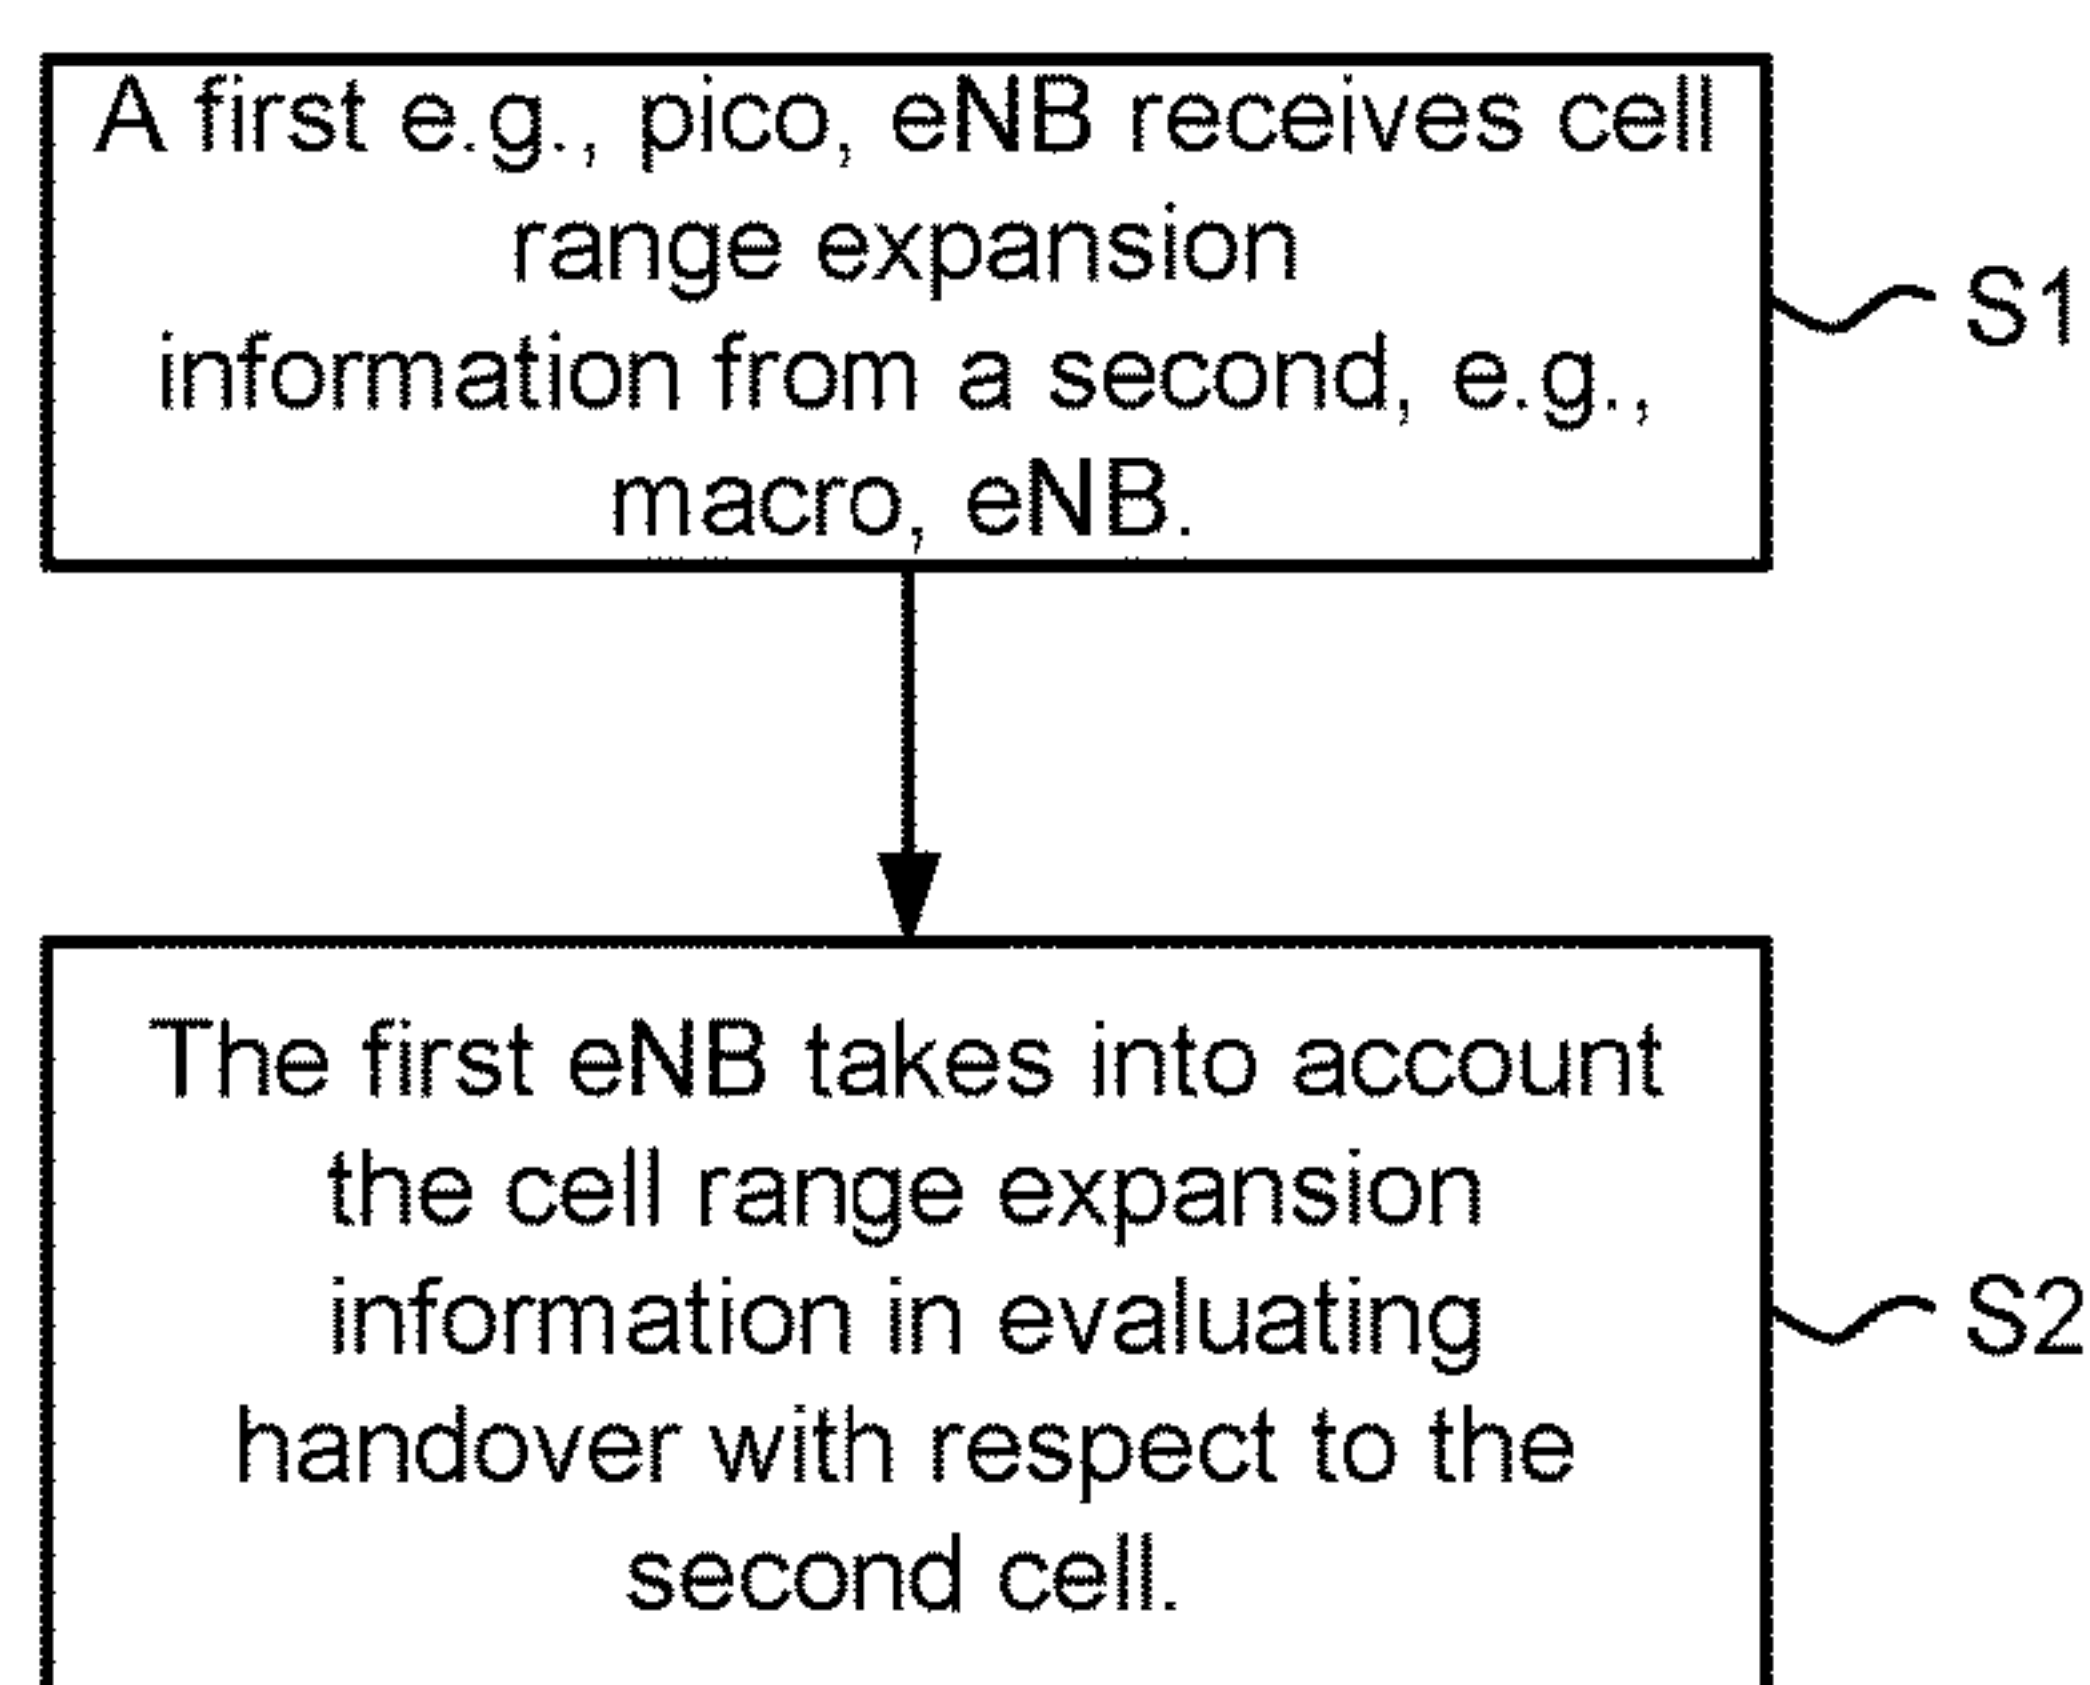 A first e.g., pico, eNB receives cell
range expansion
information from a second, e.g.,
macro, eNB.
S1
The first eNB takes into account
the cell range expansion
information in evaluating
handover with respect to the
second cell.
S2